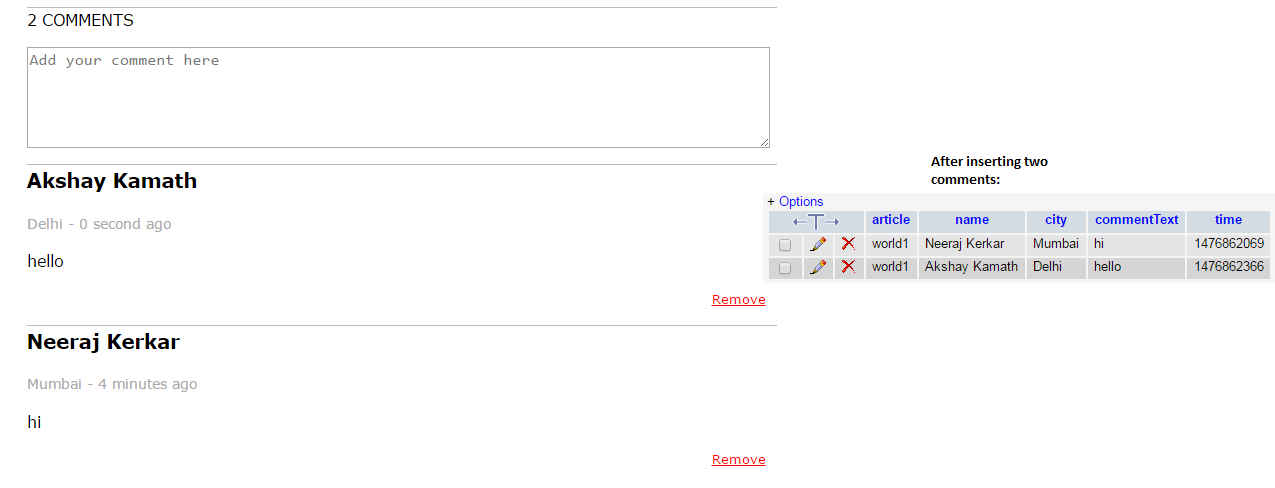 2 COMMENTS
Add your comment here
Akshay Kamath
Delhi - 0 second ago
hello
Remove
Neeraj Kerkar
Mumbai - 4 minutes ago
hi
Remove
After inserting two
comments:
+ Options
←T→ article name city commentText time
world1 Neeraj Kerkar Mumbai hi 1476862069
world1 Akshay Kamath Delhi hello 1476862366